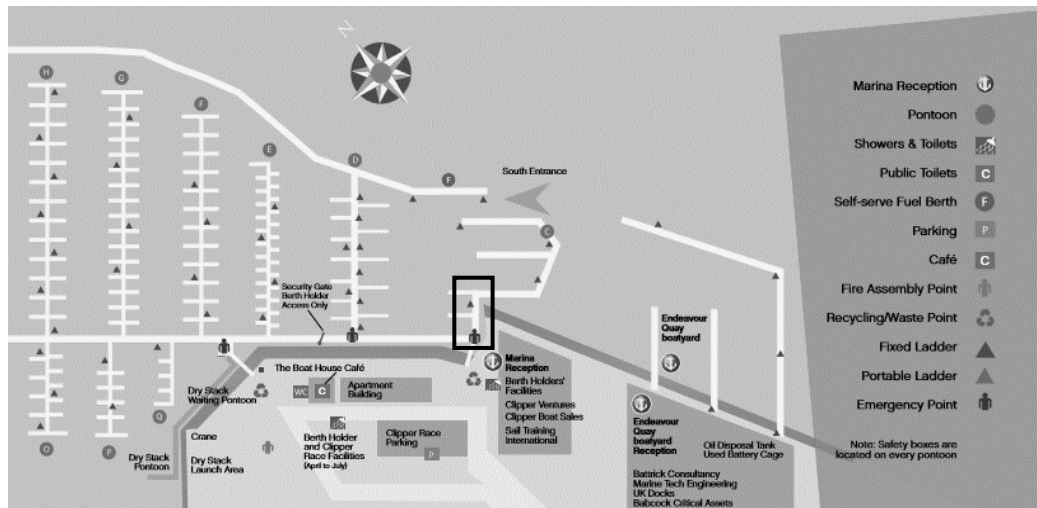 N
H
G
F
E
D
F
South Entrance
C
Security Gate
Berth Holder
Access Only
The Boat House Café
WC
C
Apartment
Building
Dry Stack
Waiting Pontoon
Q
Crane
Dry Stack
Pontoon
Dry Stack
Launch Area
O
P
Berth Holder
and Clipper
Race Facilities
(April to July)
Clipper Race
Parking
P
Marina
Reception
Berth Holders'
Facilities
Clipper Ventures
Clipper Boat Sales
Sail Training
International
Endeavour
Quay
boatyard
Endeavour
Quay
boatyard
Reception
Oil Disposal Tank
Used Battery Cage
Battrick Consultancy
Marine Tech Engineering
UK Docks
Babcock Critical Assets
Marina Reception
Pontoon
Showers & Toilets
Public Toilets C
Self-serve Fuel Berth F
Parking P
Café C
Fire Assembly Point
Recycling/Waste Point
Fixed Ladder
Portable Ladder
Emergency Point
Note: Safety boxes are
located on every pontoon